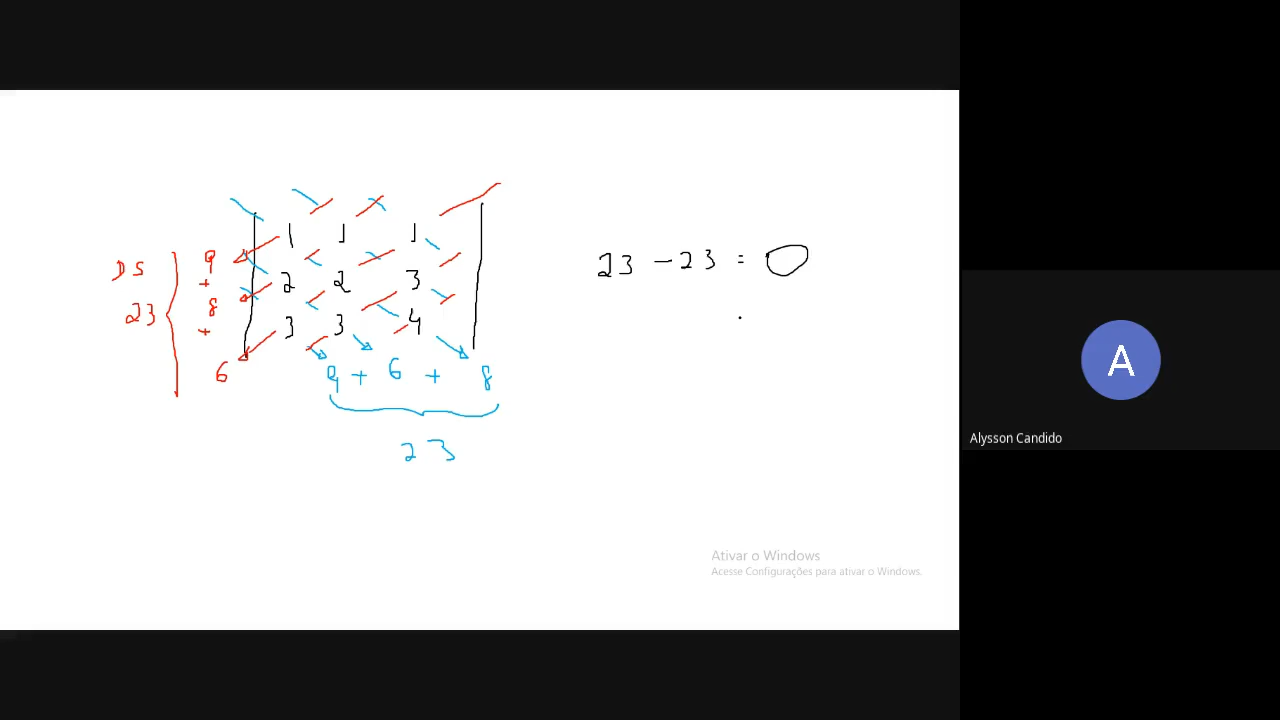 1 1 1
DS 9
2 2 3
23 - 23 = 0
+
8
23
+
3 3 4
6
9 + 6 + 8
23
Alysson Candido
A
Ativar o Windows
Acesse Configurações para ativar o Windows.